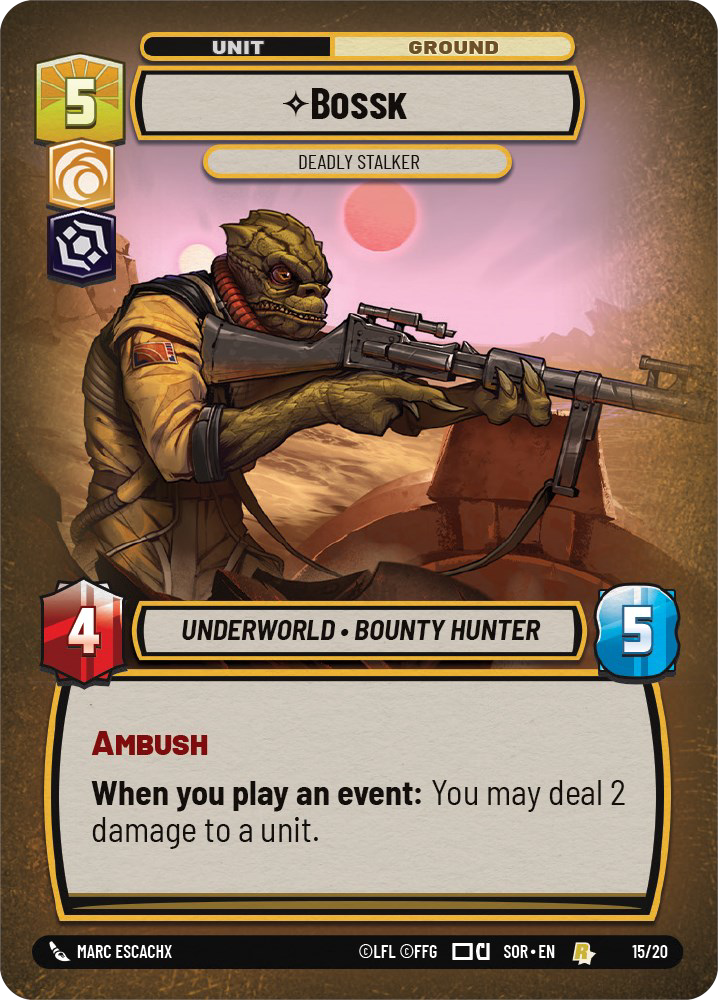 UNIT GROUND
5
✧BOSSK
DEADLY STALKER
4
UNDERWORLD • BOUNTY HUNTER
5
AMBUSH
When you play an event: You may deal 2
damage to a unit.
MARC ESCACHX ©LFL ©FFG SOR • EN R 15/20